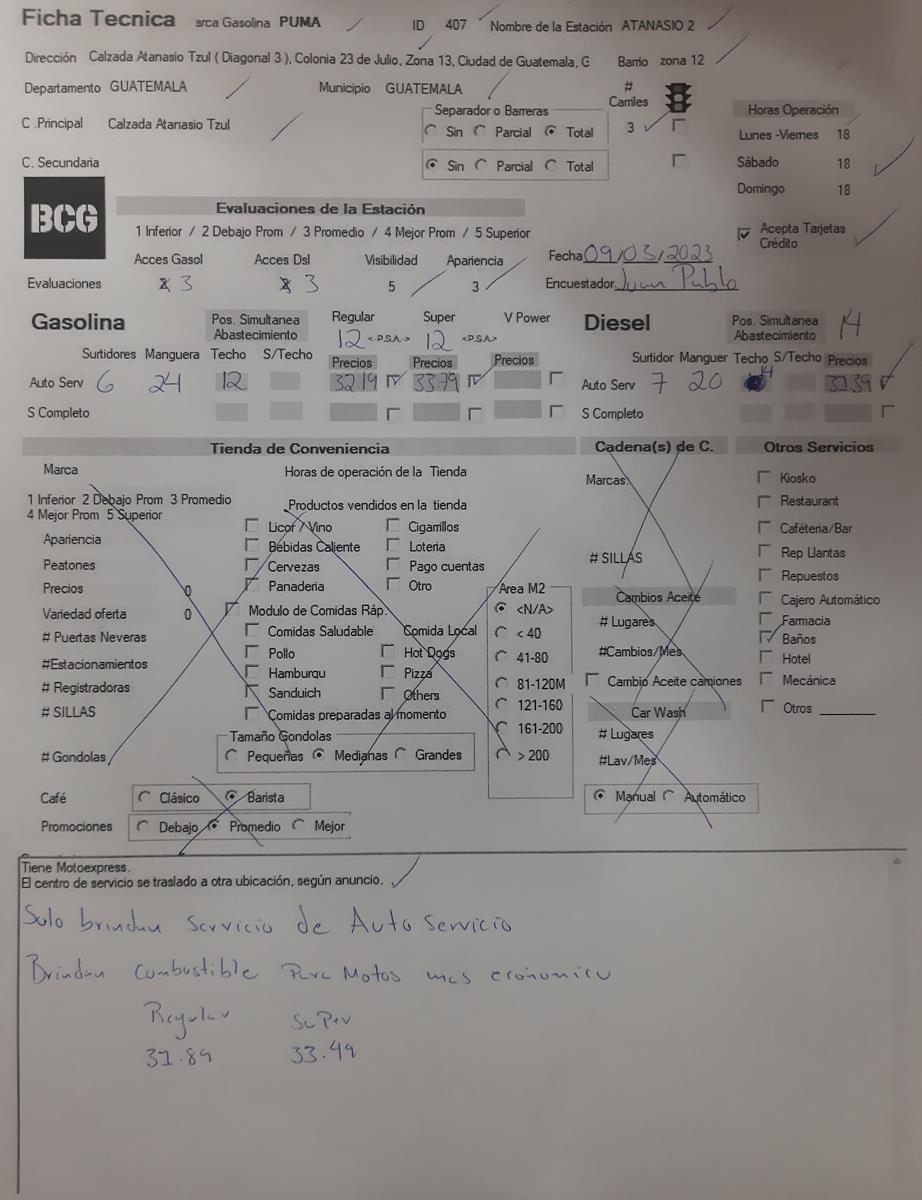 Ficha Tecnica arca Gasolina PUMA ID 407 Nombre de la Estación ATANASIO 2
Dirección Calzada Atanasio Tzul ( Diagonal 3 ), Colonia 23 de Julio, Zona 13, Ciudad de Guatemala, G Barrio zona 12
Departamento GUATEMALA Municipio GUATEMALA # Carriles
C .Principal Calzada Atanasio Tzul Separador o Barreras Sin Parcial Total 3
Horas Operación
Lunes -Viernes 18
C. Secundaria Sin Parcial Total
Sábado 18
Domingo 18
BCG
Evaluaciones de la Estación
1 Inferior / 2 Debajo Prom / 3 Promedio / 4 Mejor Prom / 5 Superior
Acepta Tarjetas Crédito
Acces Gasol Acces Dsl Visibilidad Apariencia
Fecha 09/03/2023
Evaluaciones 3 3 5 3
Encuestador Juan Pablo
Gasolina
Pos. Simultanea Abastecimiento
Regular Super V Power
12 <-P.S.A-> 12 <P.S.A>
Surtidores Manguera Techo S/Techo Precios Precios Precios
Auto Serv 6 24 12 32.19 33.79
S Completo
Diesel
Pos. Simultanea Abastecimiento 14
Surtidor Manguer Techo S/Techo Precios
Auto Serv 7 20 14 31.39
S Completo
Tienda de Conveniencia
Marca Horas de operación de la Tienda
1 Inferior 2 Debajo Prom 3 Promedio
4 Mejor Prom 5 Superior
Productos vendidos en la tienda
Apariencia
Peatones
Precios 0
Variedad oferta 0
# Puertas Neveras
#Estacionamientos
# Registradoras
# SILLAS
# Gondolas
Licor / Vino Cigarrillos
Bebidas Caliente Loteria
Cervezas Pago cuentas
Panaderia Otro
Modulo de Comidas Ráp.
Comidas Saludable Comida Local
Pollo Hot Dogs
Hamburqu Pizza
Sanduich Others
Comidas preparadas al momento
Tamaño Gondolas
Pequeñas Medianas Grandes
Area M2
<N/A>
< 40
41-80
81-120M
121-160
161-200
> 200
Café Clásico Barista
Promociones Debajo Promedio Mejor
Cadena(s) de C.
Marcas:
# SILLAS
Cambios Aceite
# Lugares
#Cambios/Mes
Cambio Aceite camiones
Car Wash
# Lugares
#Lav/Mes
Manual Automático
Otros Servicios
Kiosko
Restaurant
Caféteria/Bar
Rep Llantas
Repuestos
Cajero Automático
Farmacia
Baños
Hotel
Mecánica
Otros
Tiene Motoexpress.
El centro de servicio se traslado a otra ubicación, según anuncio.
Solo brindan servicio de Auto servicio
Brindan combustible Para Motos mas economico
Regular Super
31.89 33.49